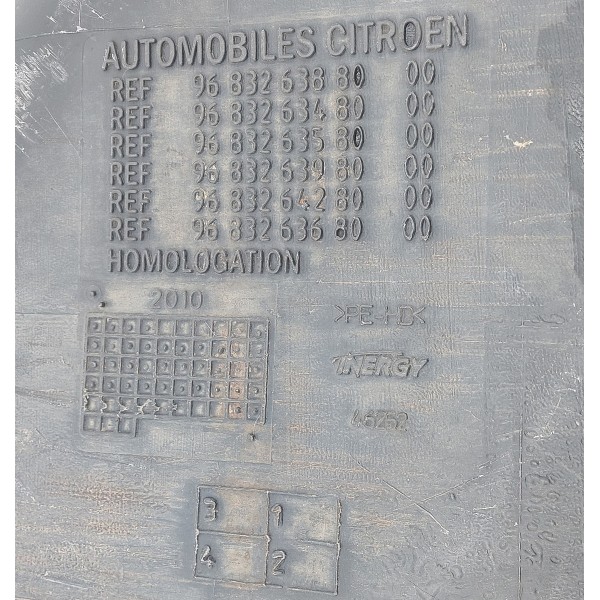 AUTOMOBILES CITROEN
REF 96 832 638 80 00
REF 96 832 634 80 00
REF 96 832 635 80 00
REF 96 832 639 80 00
REF 96 832 642 80 00
REF 96 832 636 80 00
HOMOLOGATION
2010
>PE-HD<
INERGY
46262
3 1
4 2